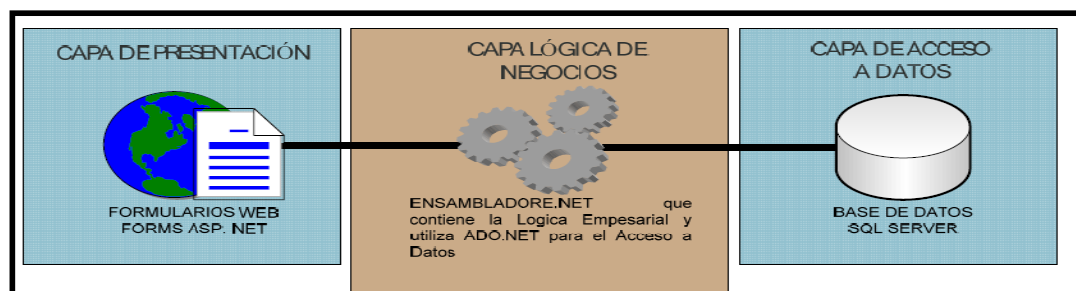 CAPA DE PRESENTACIÓN
FORMULARIOS WEB
FORMS ASP. NET
CAPA LÓGICA DE
NEGOCIOS
ENSAMBLADORE.NET que
contiene la Logica Empresarial y
utiliza ADO.NET para el Acceso a
Datos
CAPA DE ACCESO
A DATOS
BASE DE DATOS
SQL SERVER